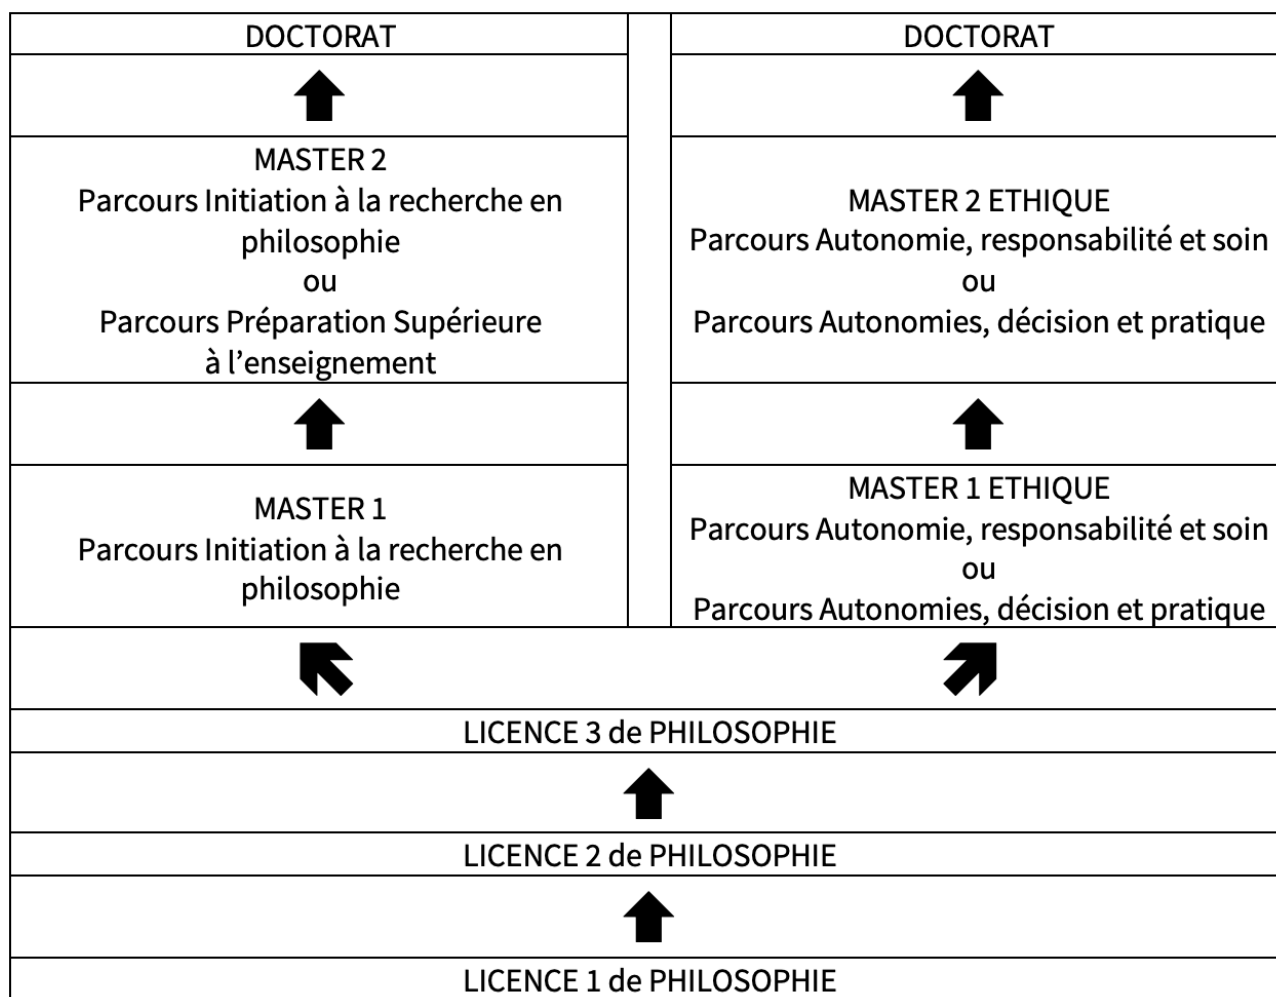 DOCTORAT
DOCTORAT
MASTER 2
Parcours Initiation à la recherche en
philosophie
ou
Parcours Préparation Supérieure
à l’enseignement
MASTER 2 ETHIQUE
Parcours Autonomie, responsabilité et soin
ou
Parcours Autonomies, décision et pratique
MASTER 1
Parcours Initiation à la recherche en
philosophie
MASTER 1 ETHIQUE
Parcours Autonomie, responsabilité et soin
ou
Parcours Autonomies, décision et pratique
LICENCE 3 de PHILOSOPHIE
LICENCE 2 de PHILOSOPHIE
LICENCE 1 de PHILOSOPHIE